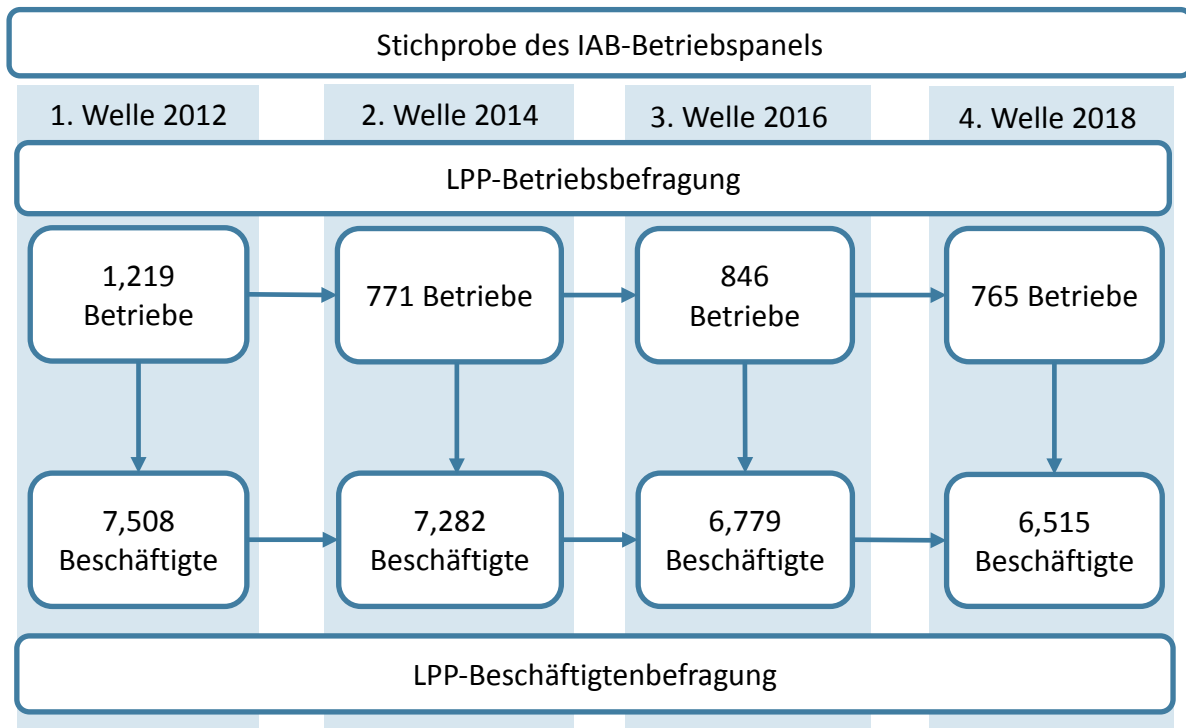 Stichprobe des IAB-Betriebspanels
1. Welle 2012
2. Welle 2014
3. Welle 2016
4. Welle 2018
LPP-Betriebsbefragung
1,219
Betriebe
771 Betriebe
846
Betriebe
765 Betriebe
7,508
Beschäftigte
7,282
Beschäftigte
6,779
Beschäftigte
6,515
Beschäftigte
LPP-Beschäftigtenbefragung